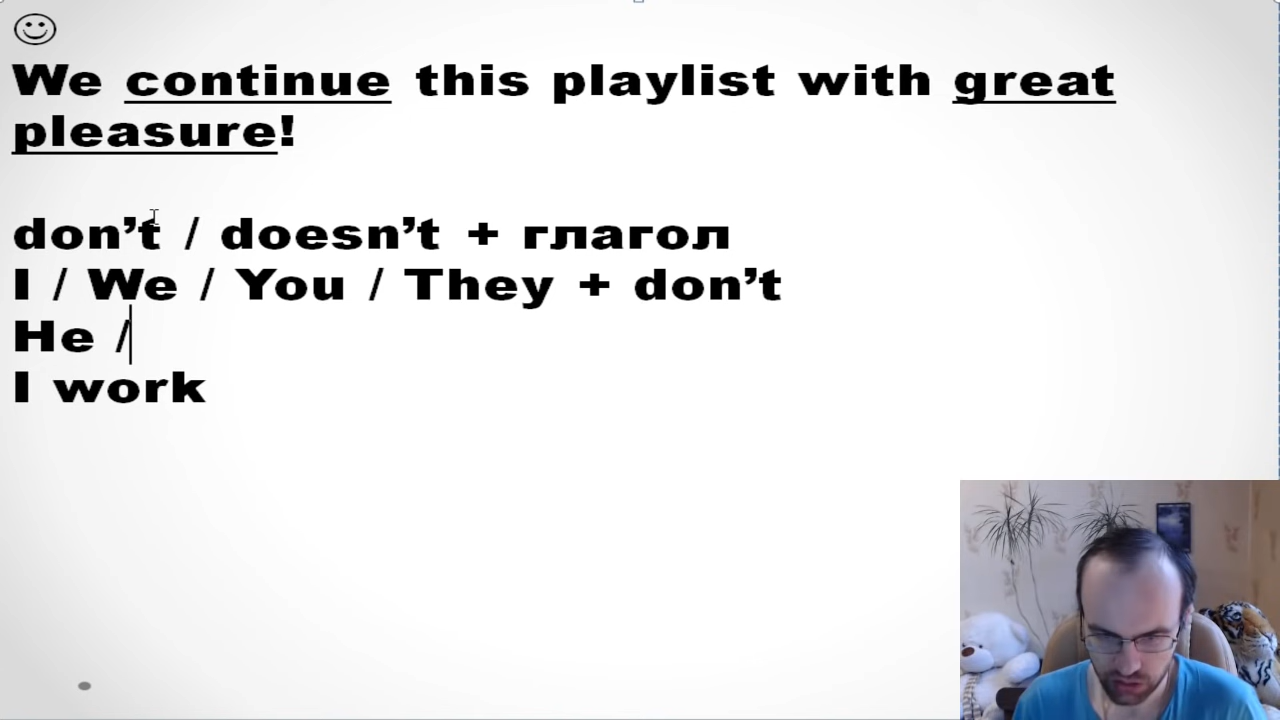 We continue this playlist with great
pleasure!
don’t / doesn’t + глагол
I / We / You / They + don’t
He /
I work